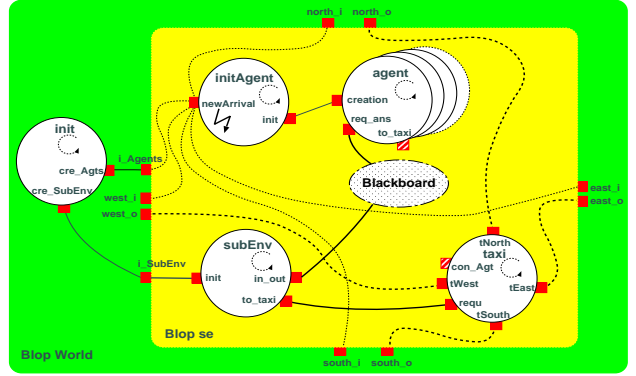 north_i north_o
initAgent
agent
newArrival
creation
init
req_ans
to_taxi
init
cre_Agts
i_Agents
cre_SubEnv
west_i
west_o
Blackboard
east_i
east_o
i_SubEnv
subEnv
init
in_out
to_taxi
tNorth
taxi
con_Agt
tWest
tEast
requ
tSouth
Blop se
Blop World
south_i south_o